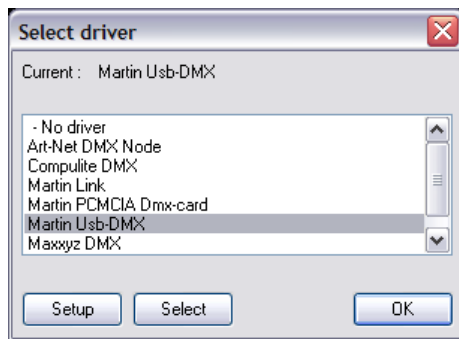 Select driver
Current : Martin Usb-DMX
- No driver
Art-Net DMX Node
Compulite DMX
Martin Link
Martin PCMCIA Dmx-card
Martin Usb-DMX
Maxxyz DMX
Setup Select OK